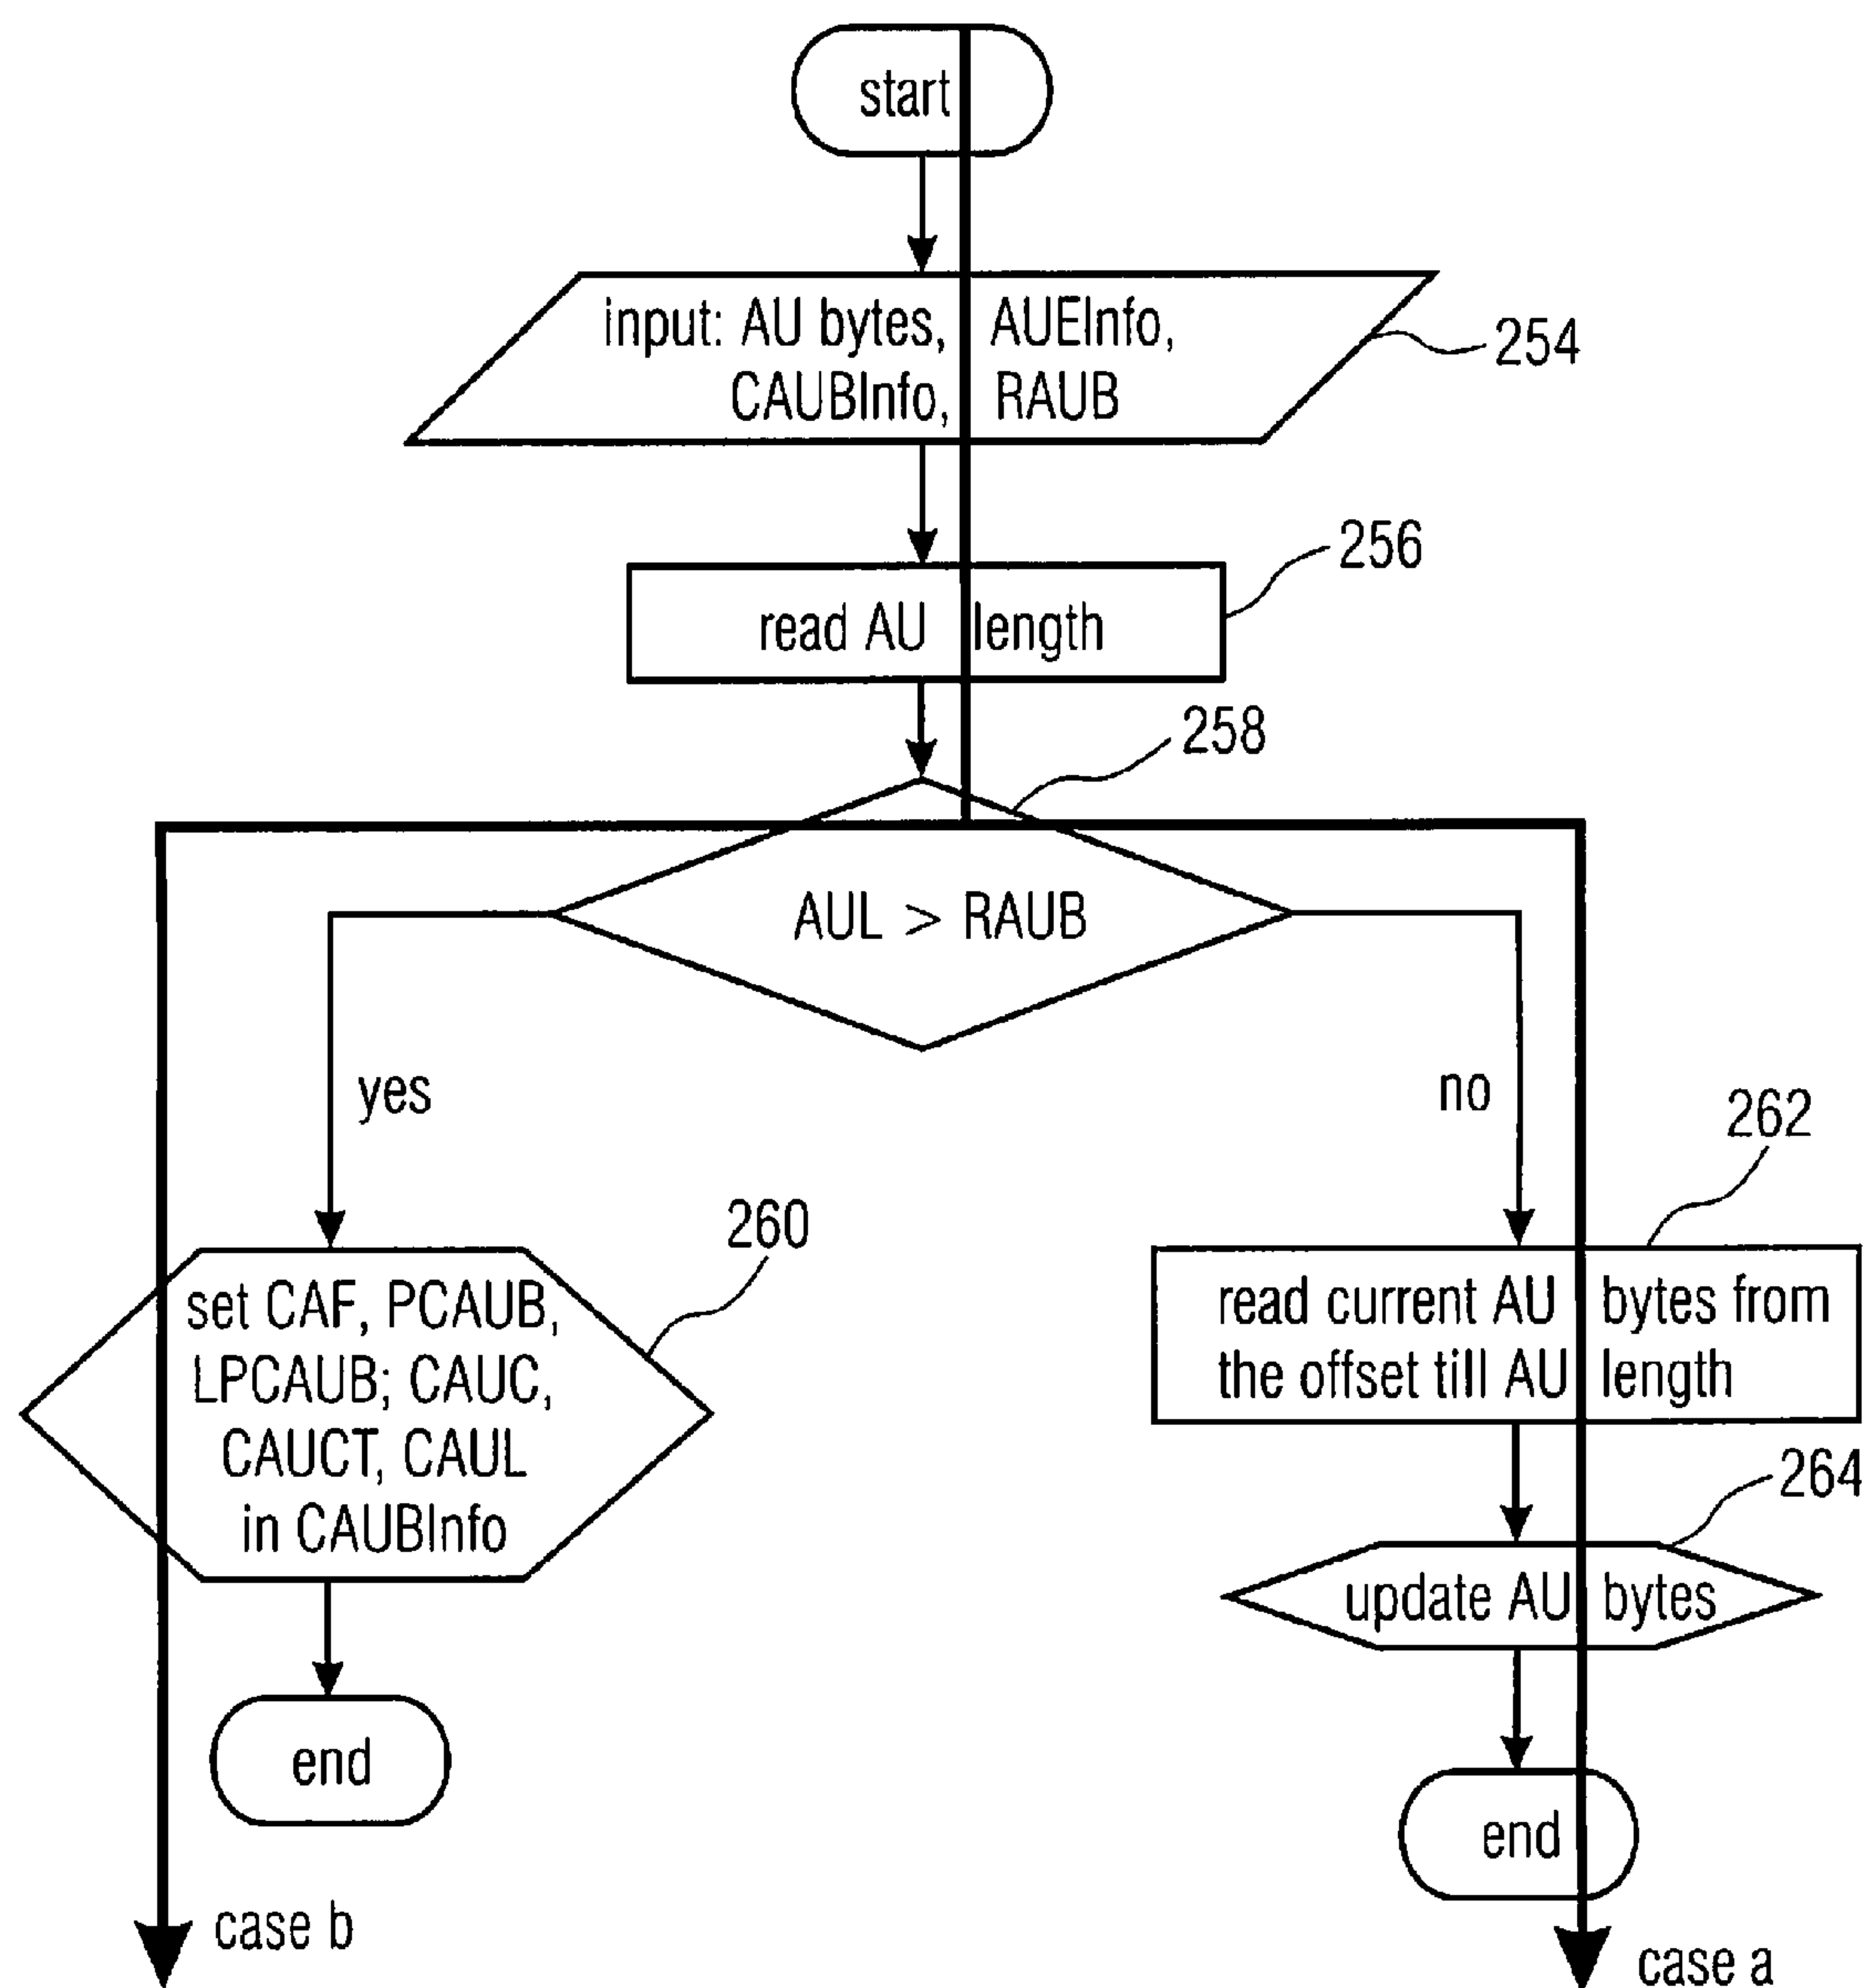 start
input: AU bytes, AUEInfo,
CAUBInfo, RAUB
254
256
read AU length
258
AUL > RAUB
yes
no
262
260
set CAF, PCAUB,
LPCAUB; CAUC,
CAUCT, CAUL
in CAUBInfo
read current AU bytes from
the offset till AU length
264
update AU bytes
end
end
case b
case a